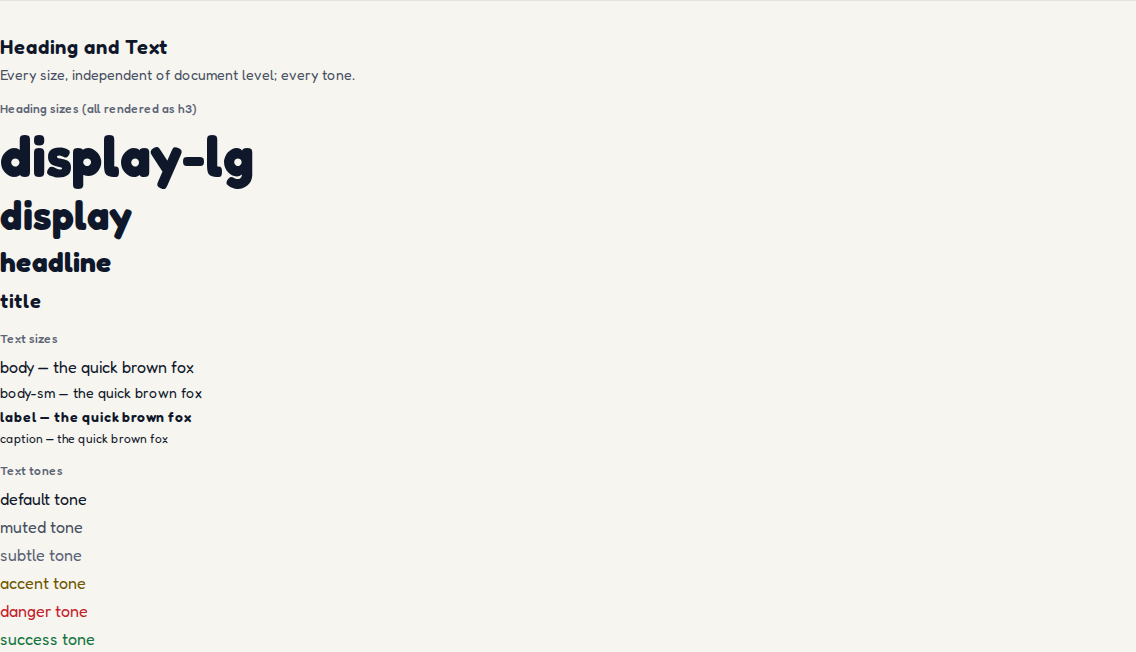 Heading and Text
Every size, independent of document level; every tone.
Heading sizes (all rendered as h3)
display-lg
display
headline
title
Text sizes
body — the quick brown fox
body-sm — the quick brown fox
label — the quick brown fox
caption — the quick brown fox
Text tones
default tone
muted tone
subtle tone
accent tone
danger tone
success tone